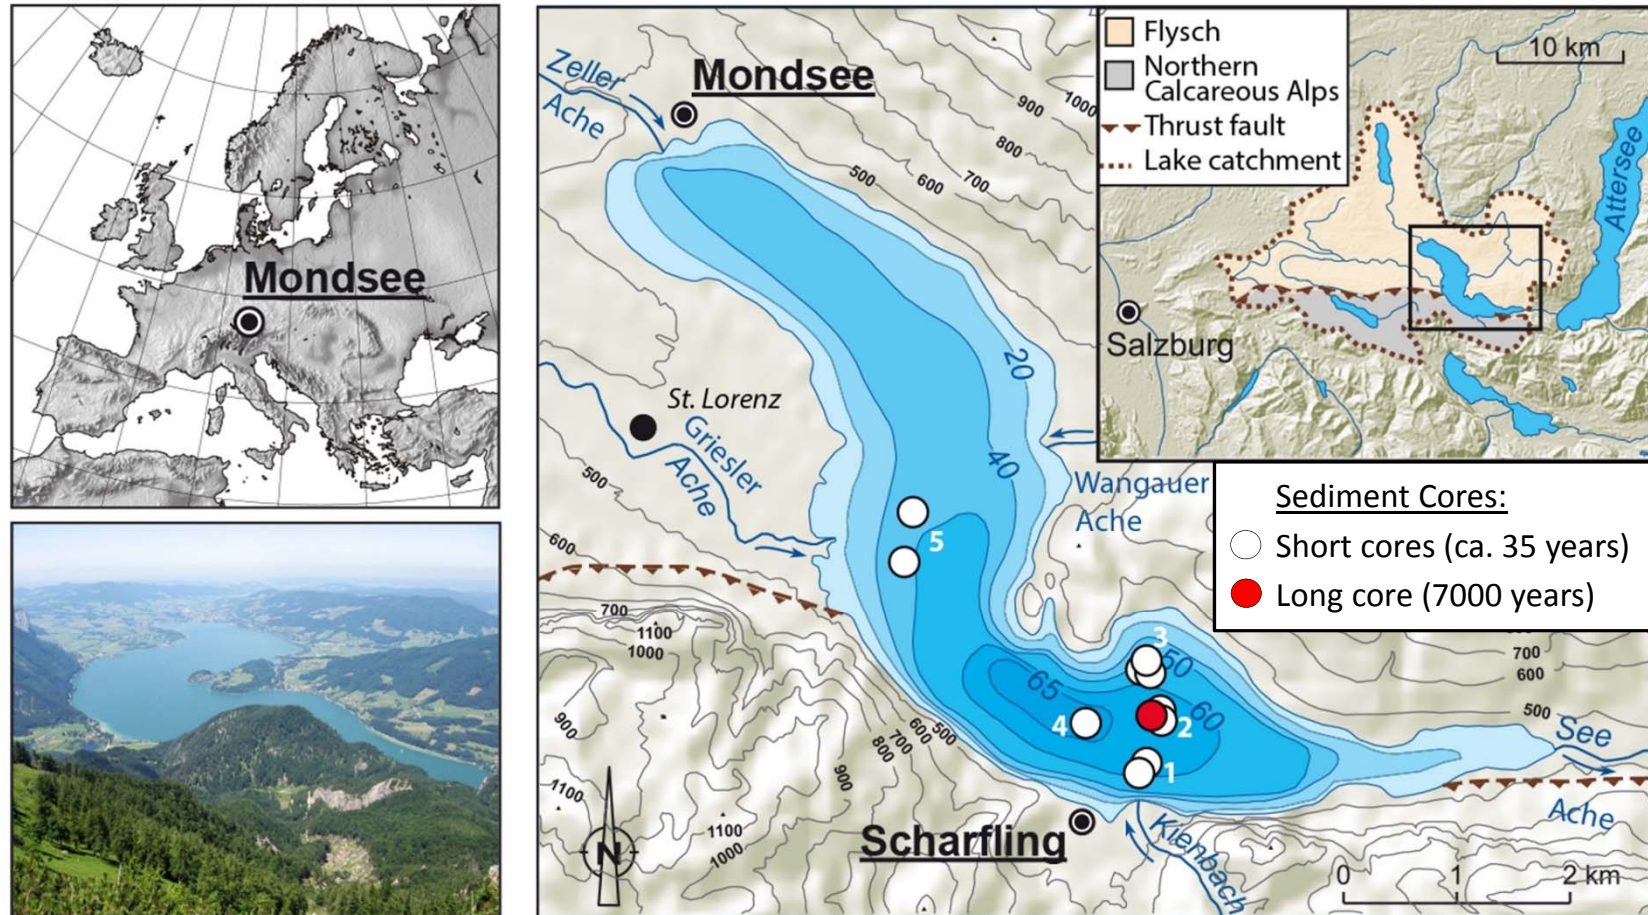 Mondsee
Zeller
Ache
Mondsee
500
600
700
800
900
1000
St. Lorenz
Griesler
Ache
500
600
20
40
Wangauer
Ache
5
700
1100
1000
3
50
65
60
4
2
1
900
1100
600
500
700
800
900
1100
1000
Scharfling
Kienbach
N
700
600
500
See
Ache
0
1
2 km
Flysch
Northern
Calcareous Alps
Thrust fault
Lake catchment
10 km
Attersee
Salzburg
Sediment Cores:
Short cores (ca. 35 years)
Long core (7000 years)